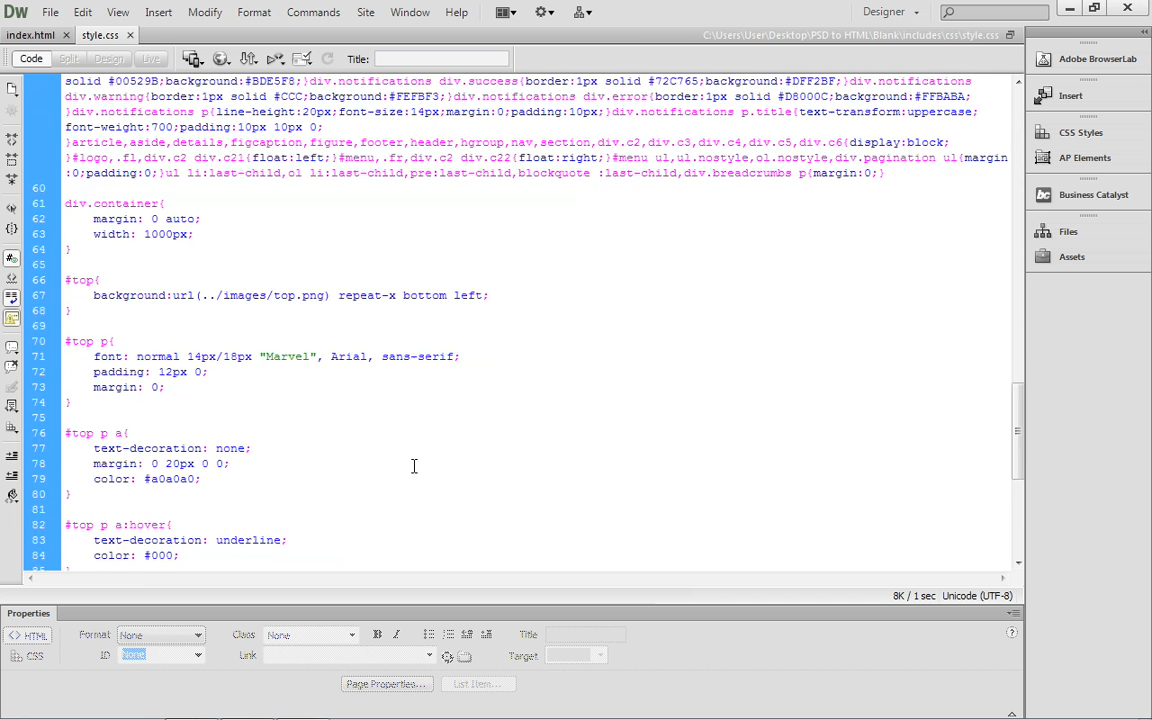 Dw File Edit View Insert Modify Format Commands Site Window Help Designer
index.html style.css C:\Users\User\Desktop\PSD to HTML\Blank\includes\css\style.css
Code Split Design Live Title: Adobe BrowserLab
solid #00529B;background:#BDE5F8;}div.notifications div.success{border:1px solid #72C765;background:#DFF2BF;}div.notifications
div.warning{border:1px solid #CCC;background:#FEFBF3;}div.notifications div.error{border:1px solid #D8000C;background:#FFBABA;
}div.notifications p{line-height:20px;font-size:14px;margin:0;padding:10px;}div.notifications p.title{text-transform:uppercase;
font-weight:700;padding:10px 10px 0;
}article,aside,details,figcaption,figure,footer,header,hgroup,nav,section,div.c2,div.c3,div.c4,div.c5,div.c6{display:block;
}#logo,.fl,div.c2 div.c21{float:left;}#menu,.fr,div.c2 div.c22{float:right;}#menu ul,ul.nostyle,ol.nostyle,div.pagination ul{margin
:0;padding:0;}ul li:last-child,ol li:last-child,pre:last-child,blockquote :last-child,div.breadcrumbs p{margin:0;}
60
61 div.container{
62 margin: 0 auto;
63 width: 1000px;
64 }
65
66 #top{
67 background:url(../images/top.png) repeat-x bottom left;
68 }
69
70 #top p{
71 font: normal 14px/18px "Marvel", Arial, sans-serif;
72 padding: 12px 0;
73 margin: 0;
74 }
75
76 #top p a{
77 text-decoration: none;
78 margin: 0 20px 0 0;
79 color: #a0a0a0;
80 }
81
82 #top p a:hover{
83 text-decoration: underline;
84 color: #000;
85 }
Insert
CSS Styles
AP Elements
bc Business Catalyst
Files
Assets
8K / 1 sec Unicode (UTF-8)
Properties
<> HTML Format None Class None B I Title
CSS ID None Link Target
Page Properties... List Item...